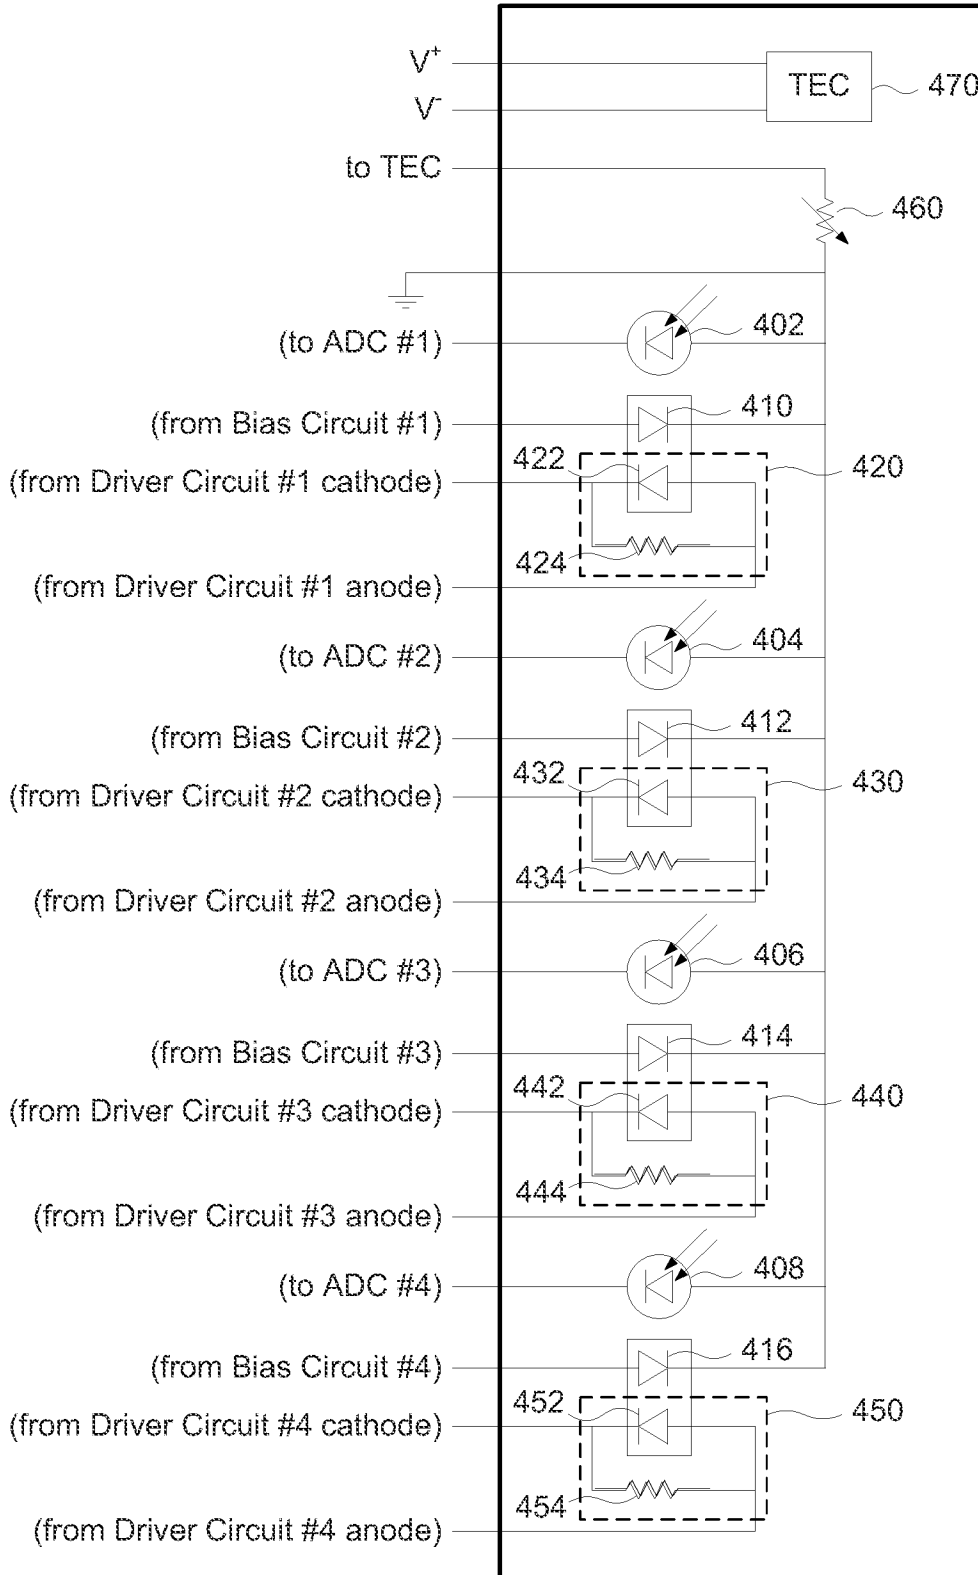 V+
TEC
470
V-
to TEC
460
(to ADC #1)
402
(from Bias Circuit #1)
410
422
420
(from Driver Circuit #1 cathode)
424
(from Driver Circuit #1 anode)
(to ADC #2)
404
(from Bias Circuit #2)
412
432
430
(from Driver Circuit #2 cathode)
434
(from Driver Circuit #2 anode)
(to ADC #3)
406
(from Bias Circuit #3)
414
442
440
(from Driver Circuit #3 cathode)
444
(from Driver Circuit #3 anode)
(to ADC #4)
408
(from Bias Circuit #4)
416
452
450
(from Driver Circuit #4 cathode)
454
(from Driver Circuit #4 anode)